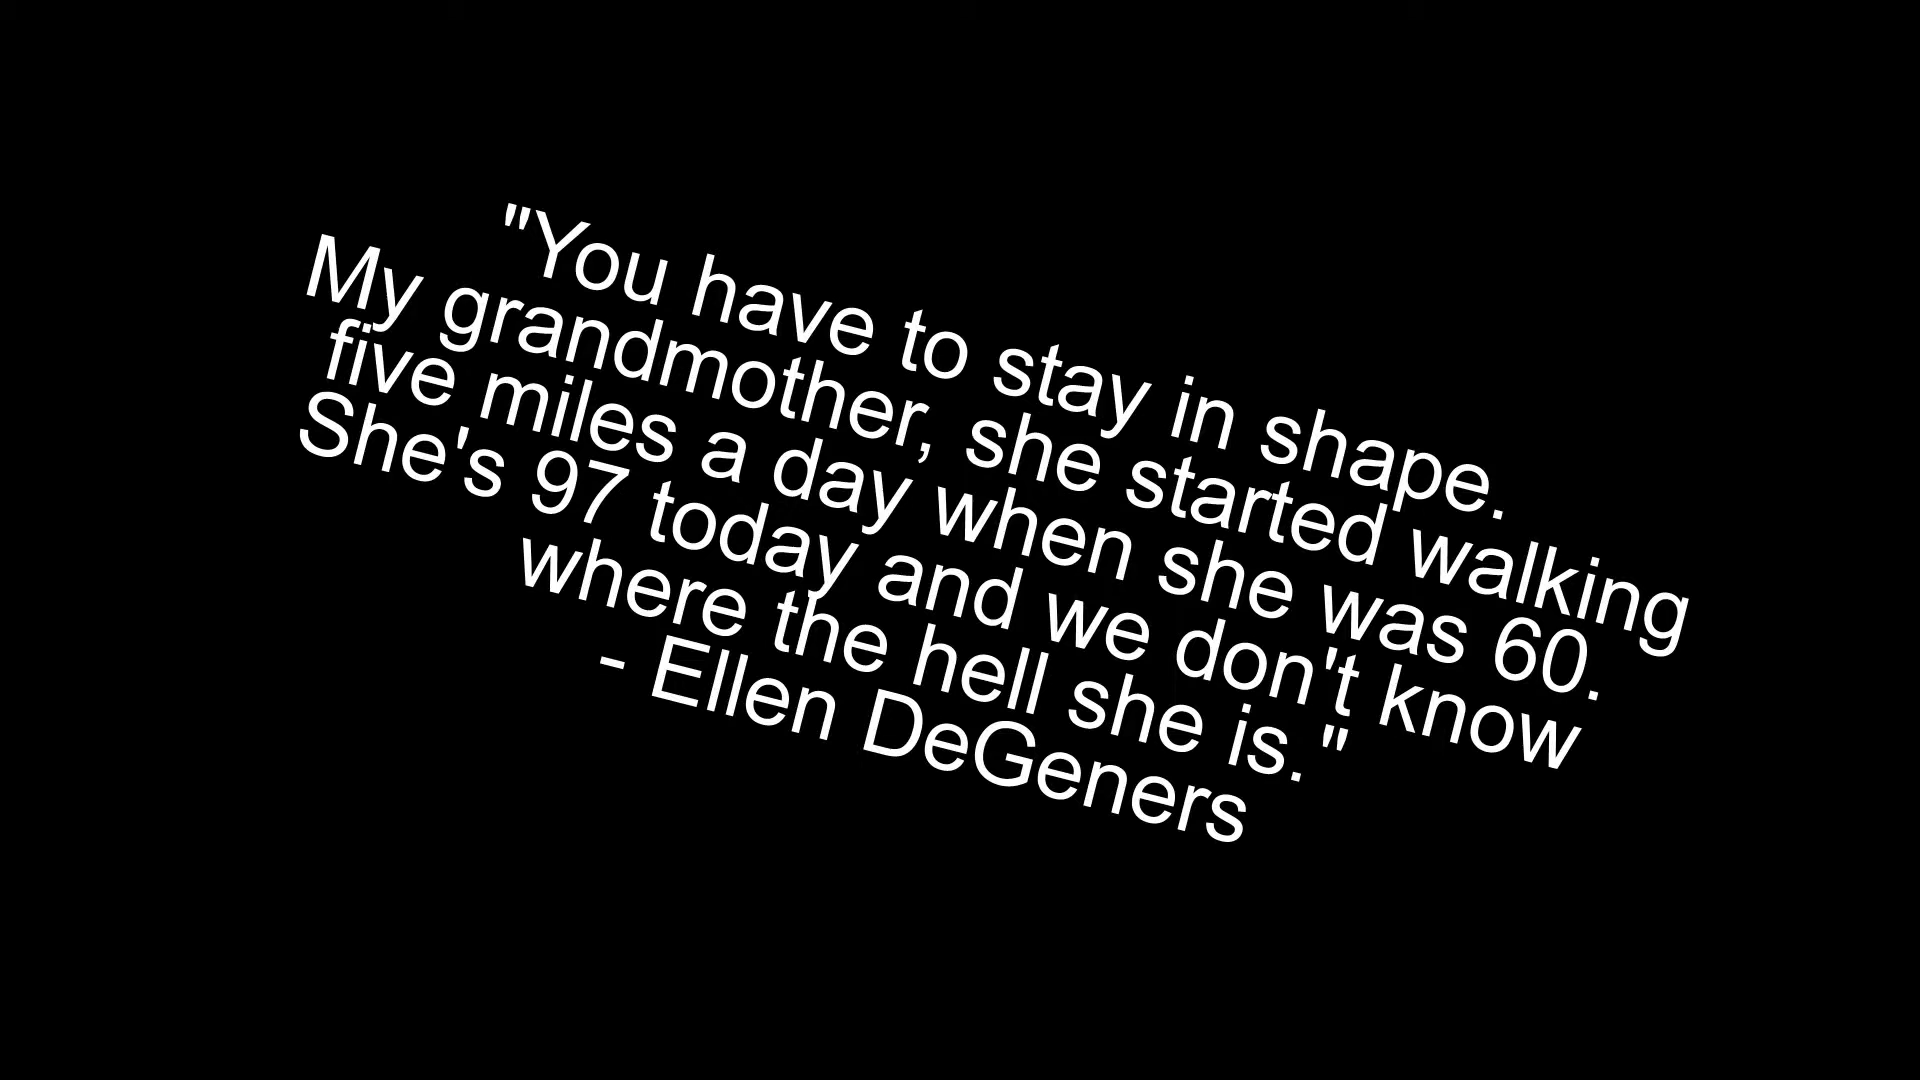 "You have to stay in shape.
My grandmother, she started walking
five miles a day when she was 60.
She's 97 today and we don't know
where the hell she is."
- Ellen DeGeners